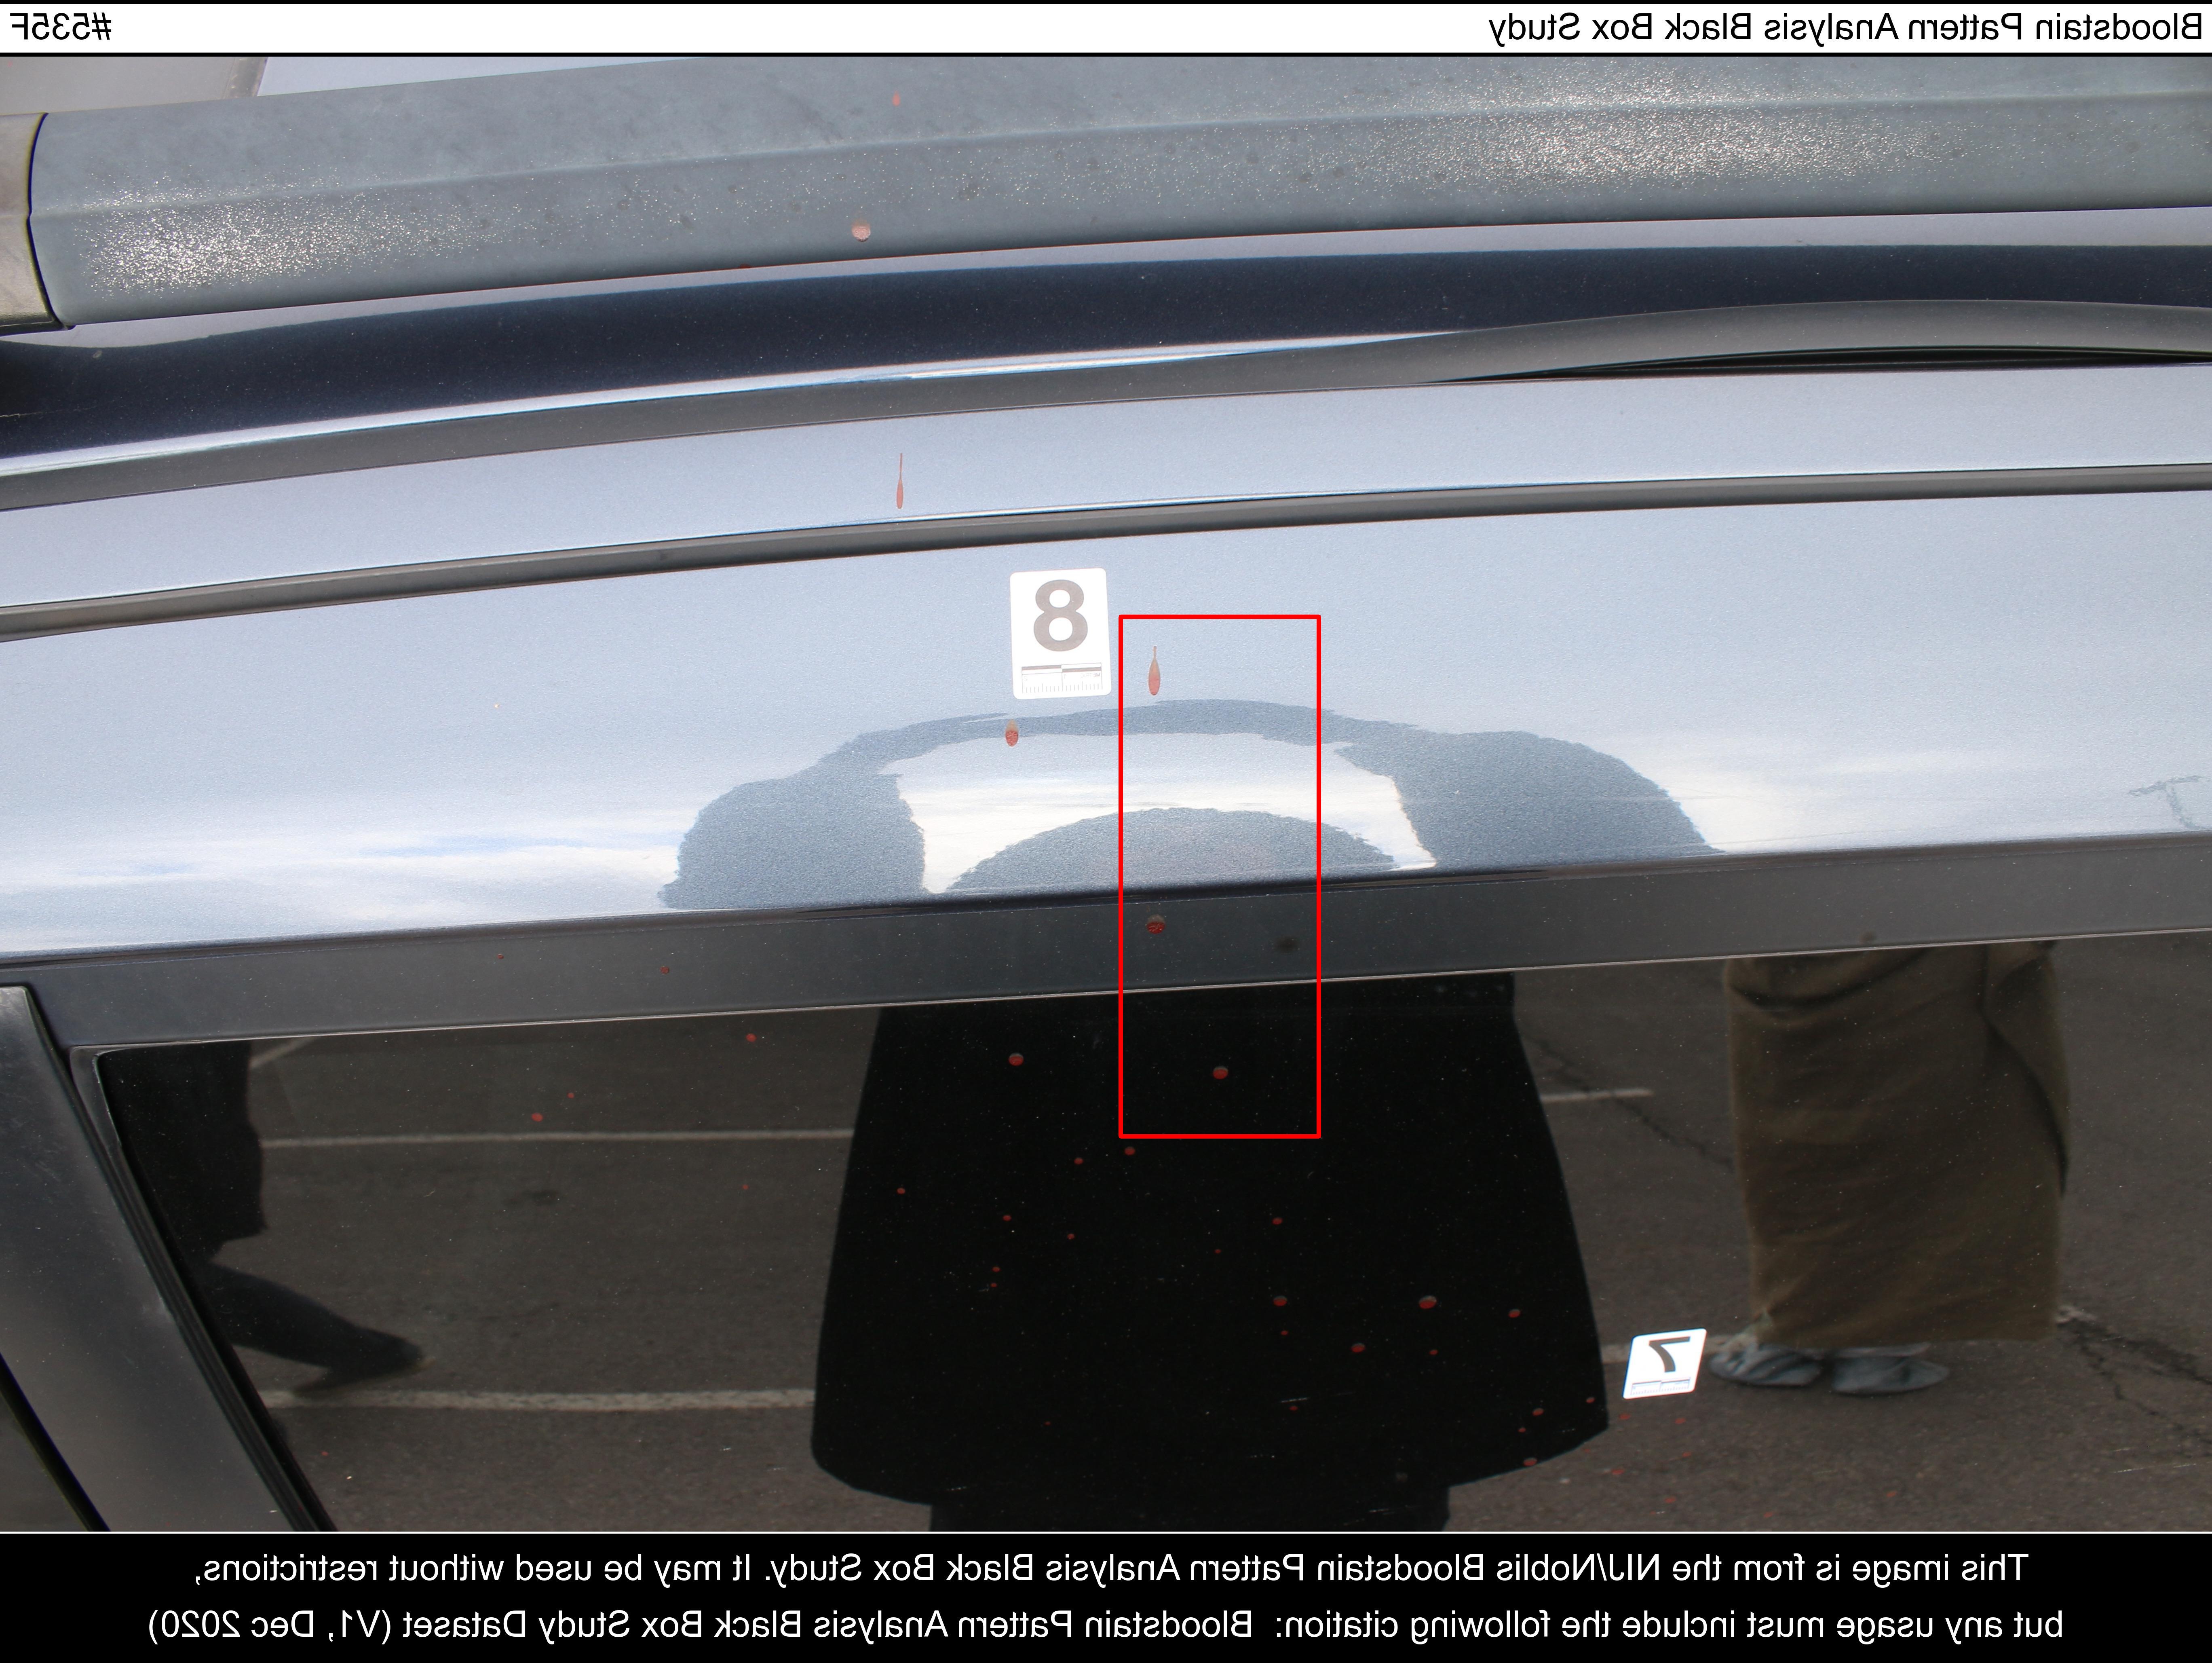 Bloodstain Pattern Analysis Black Box Study
#535F
8
7
This image is from the NIJ/Noblis Bloodstain Pattern Analysis Black Box Study. It may be used without restrictions,
but any usage must include the following citation: Bloodstain Pattern Analysis Black Box Study Dataset (V1, Dec 2020)